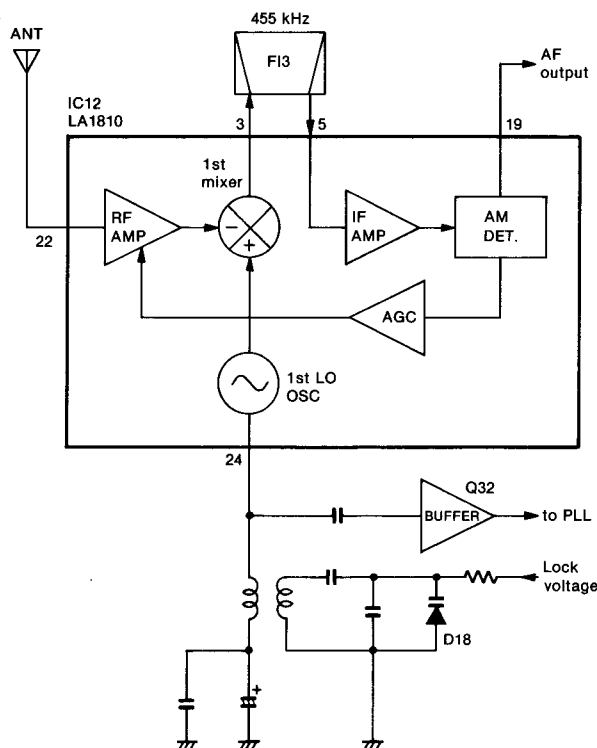 455 kHz
ANT
FI3
AF
output
IC12
LA1810
3
5
19
1st
mixer
RF
AMP
IF
AMP
AM
DET.
−
+
22
AGC
1st LO
OSC
24
Q32
BUFFER
to PLL
Lock
voltage
D18
+